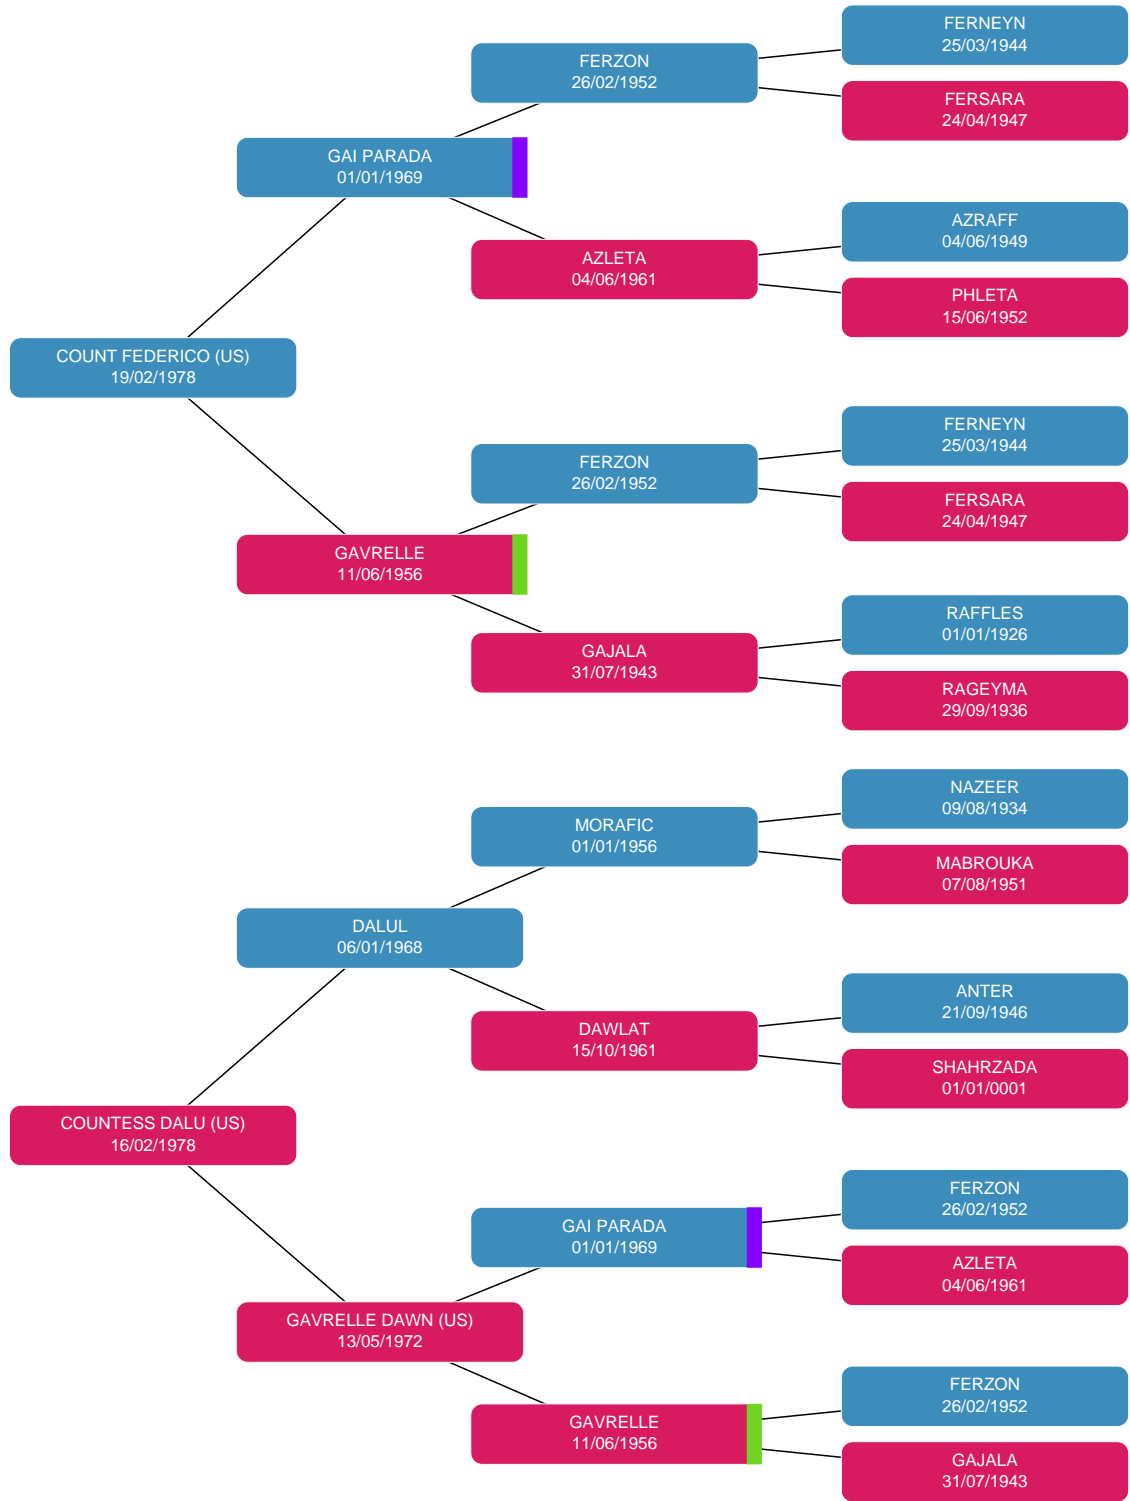 FERNEYN
25/03/1944
FERZON
26/02/1952
FERSARA
24/04/1947
GAI PARADA
01/01/1969
AZRAFF
04/06/1949
AZLETA
04/06/1961
PHLETA
15/06/1952
COUNT FEDERICO (US)
19/02/1978
FERNEYN
25/03/1944
FERZON
26/02/1952
FERSARA
24/04/1947
GAVRELLE
11/06/1956
RAFFLES
01/01/1926
GAJALA
31/07/1943
RAGEYMA
29/09/1936
NAZEER
09/08/1934
MORAFIC
01/01/1956
MABROUKA
07/08/1951
DALUL
06/01/1968
ANTER
21/09/1946
DAWLAT
15/10/1961
SHAHRZADA
01/01/0001
COUNTESS DALU (US)
16/02/1978
FERZON
26/02/1952
GAI PARADA
01/01/1969
AZLETA
04/06/1961
GAVRELLE DAWN (US)
13/05/1972
FERZON
26/02/1952
GAVRELLE
11/06/1956
GAJALA
31/07/1943